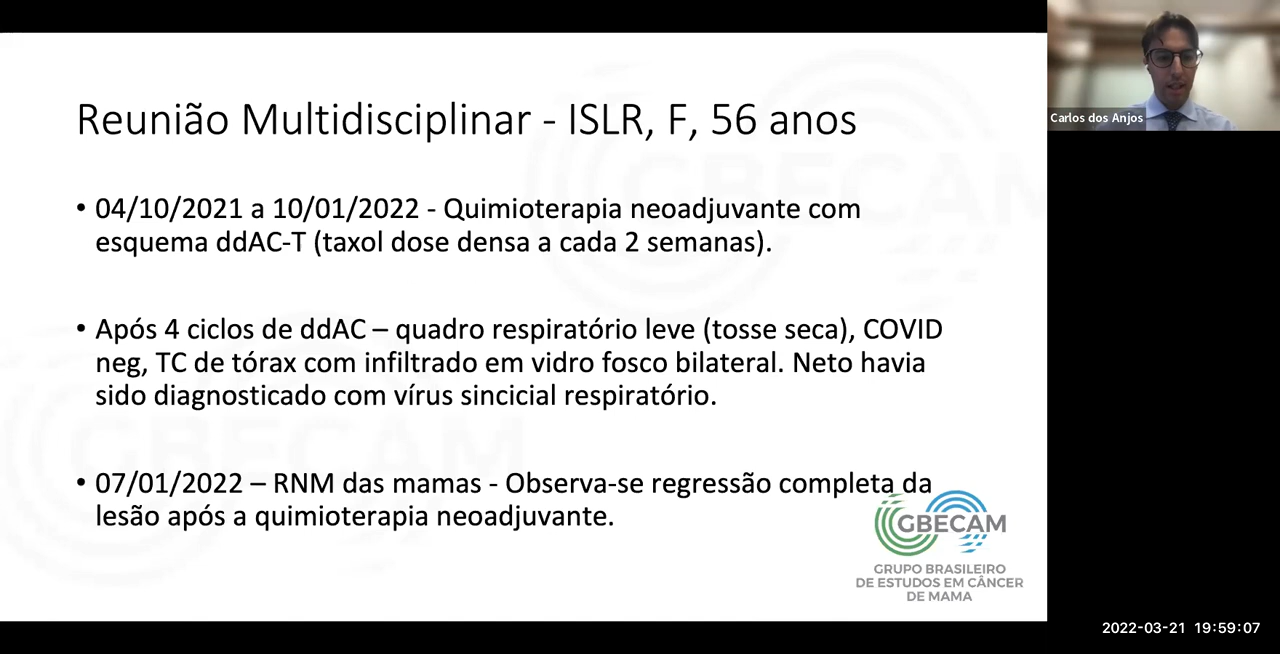 Reunião Multidisciplinar - ISLR, F, 56 anos
• 04/10/2021 a 10/01/2022 - Quimioterapia neoadjuvante com
esquema ddAC-T (taxol dose densa a cada 2 semanas).
• Após 4 ciclos de ddAC – quadro respiratório leve (tosse seca), COVID
neg, TC de tórax com infiltrado em vidro fosco bilateral. Neto havia
sido diagnosticado com vírus sincicial respiratório.
• 07/01/2022 – RNM das mamas - Observa-se regressão completa da
lesão após a quimioterapia neoadjuvante.
GBECAM
GRUPO BRASILEIRO
DE ESTUDOS EM CÂNCER
DE MAMA
Carlos dos Anjos
2022-03-21 19:59:07